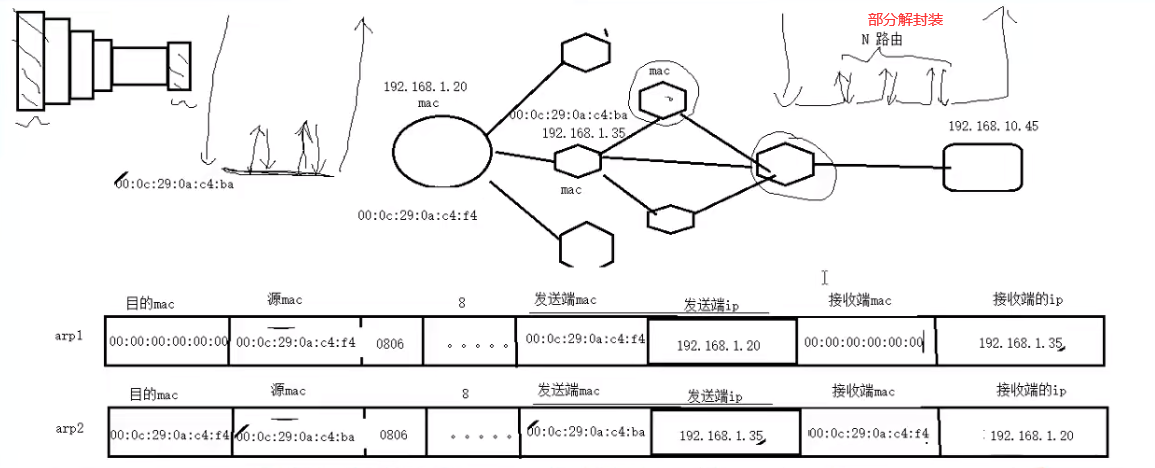 部分解封装
N 路由
192.168.1.20
mac
mac
00:0c:29:0a:c4:ba
192.168.1.35
mac
192.168.10.45
00:0c:29:0a:c4:ba
00:0c:29:0a:c4:f4
目的mac 源mac 8 发送端mac 发送端ip 接收端mac 接收端的ip
arp1 00:00:00:00:00:00 00:0c:29:0a:c4:f4 0806 。。。。。 00:0c:29:0a:c4:f4 192.168.1.20 00:00:00:00:00:00 192.168.1.35
目的mac 源mac 8 发送端mac 发送端ip 接收端mac 接收端的ip
arp2 00:0c:29:0a:c4:f4 00:0c:29:0a:c4:ba 0806 。。。。。 00:0c:29:0a:c4:ba 192.168.1.35 00:0c:29:0a:c4:f4 192.168.1.20